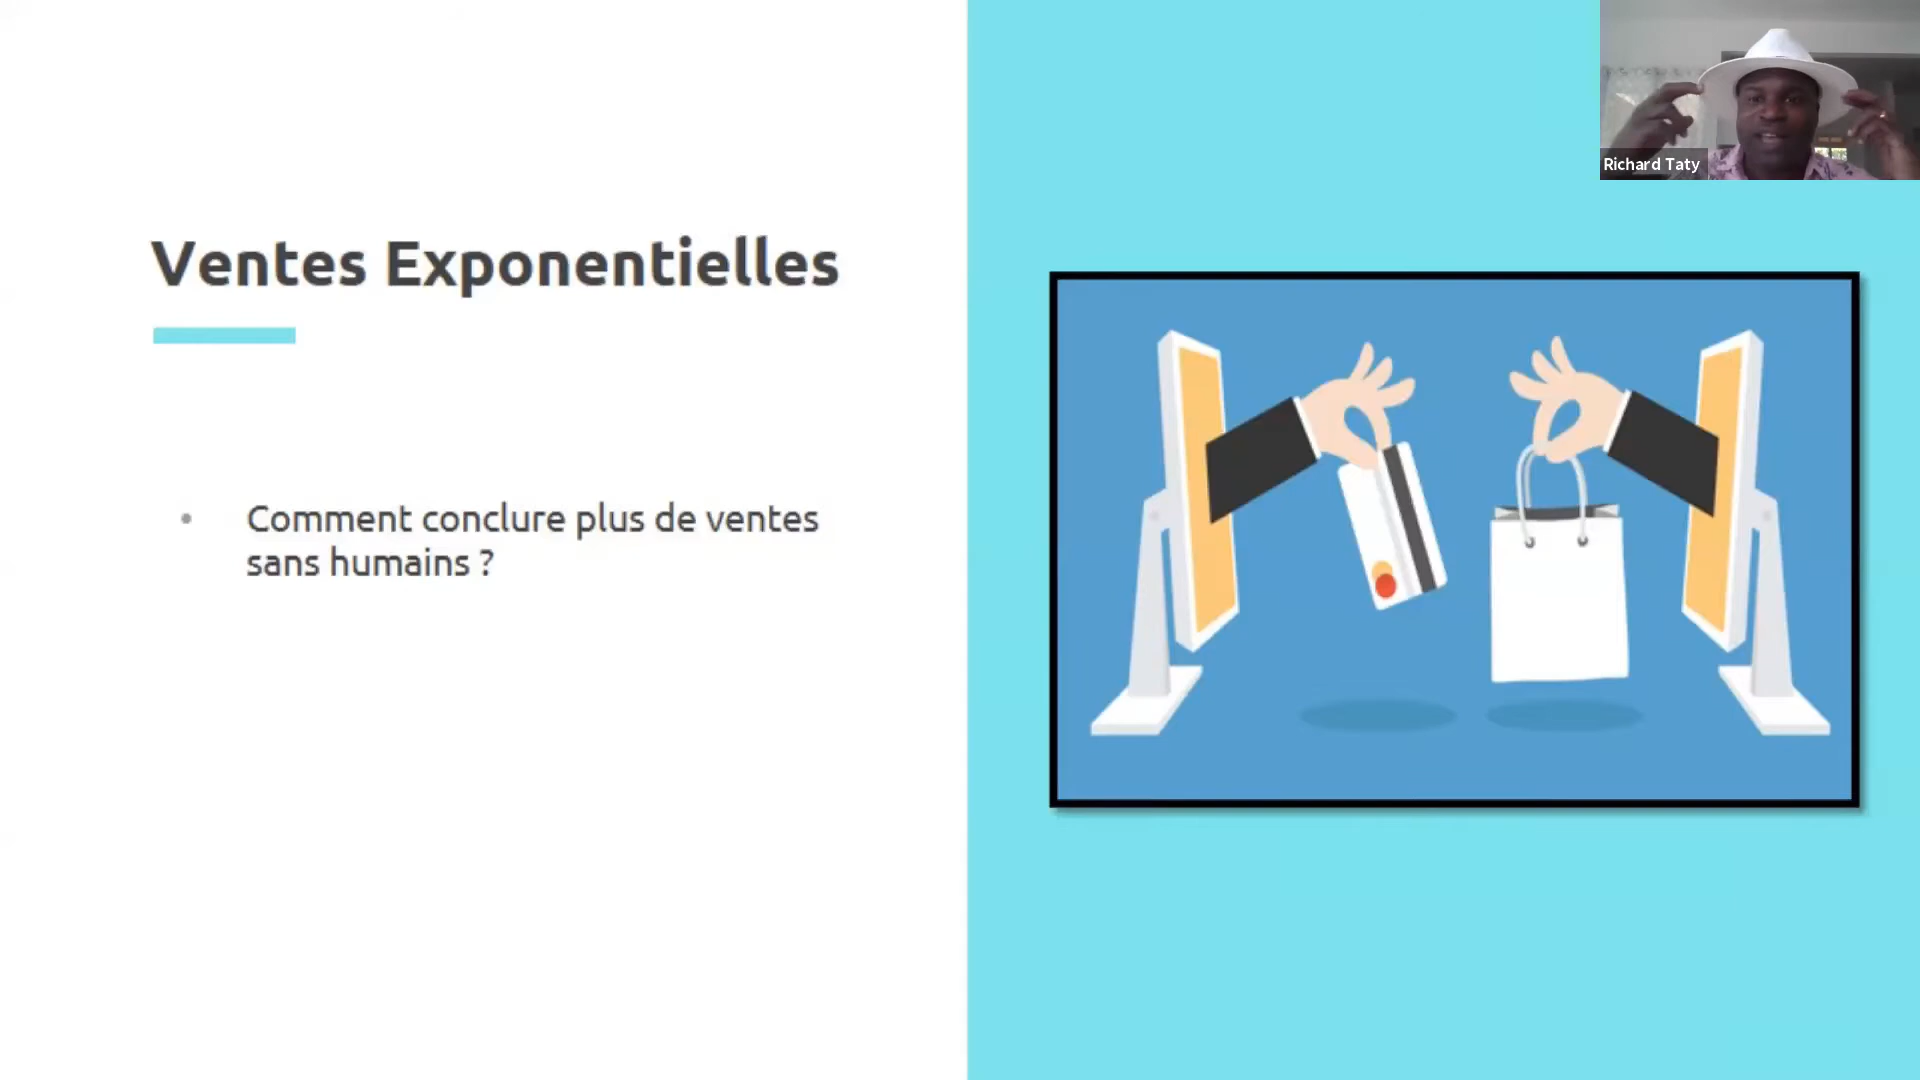 Richard Taty
Ventes Exponentielles
• Comment conclure plus de ventes
sans humains ?